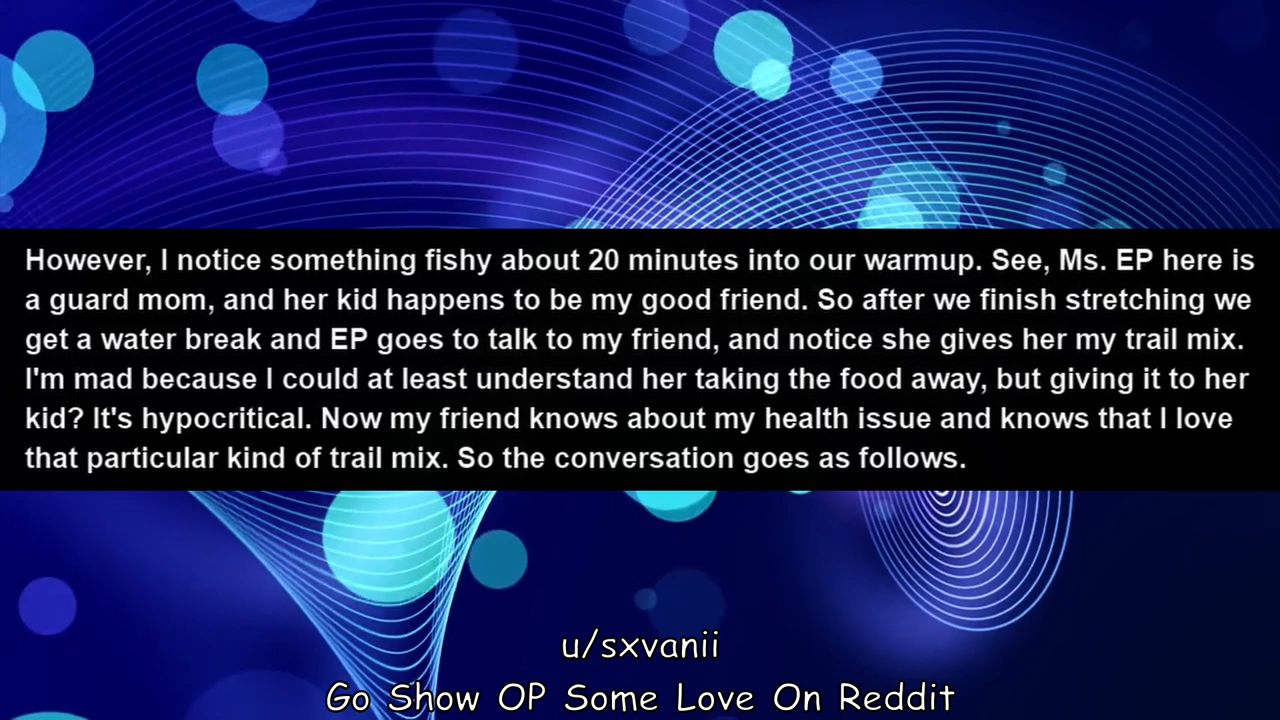 However, I notice something fishy about 20 minutes into our warmup. See, Ms. EP here is
a guard mom, and her kid happens to be my good friend. So after we finish stretching we
get a water break and EP goes to talk to my friend, and notice she gives her my trail mix.
I'm mad because I could at least understand her taking the food away, but giving it to her
kid? It's hypocritical. Now my friend knows about my health issue and knows that I love
that particular kind of trail mix. So the conversation goes as follows.
u/sxvanii
Go Show OP Some Love On Reddit